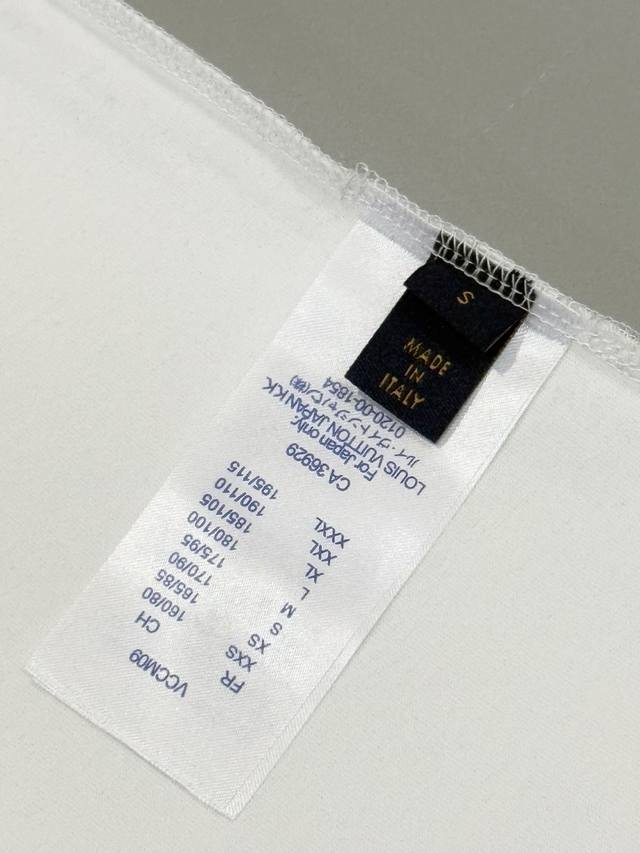 S
MADE
IN
ITALY
VCCM09
FR CH
XXS 160/80
XS 165/85
S 170/90
M 175/95
L 180/100
XL 185/105
XXL 190/110
XXXL 195/115
CA 36929
For Japan only:
LOUIS VUITTON JAPAN KK
ルイ・ヴィトンジャパン(株)
0120-00-1854